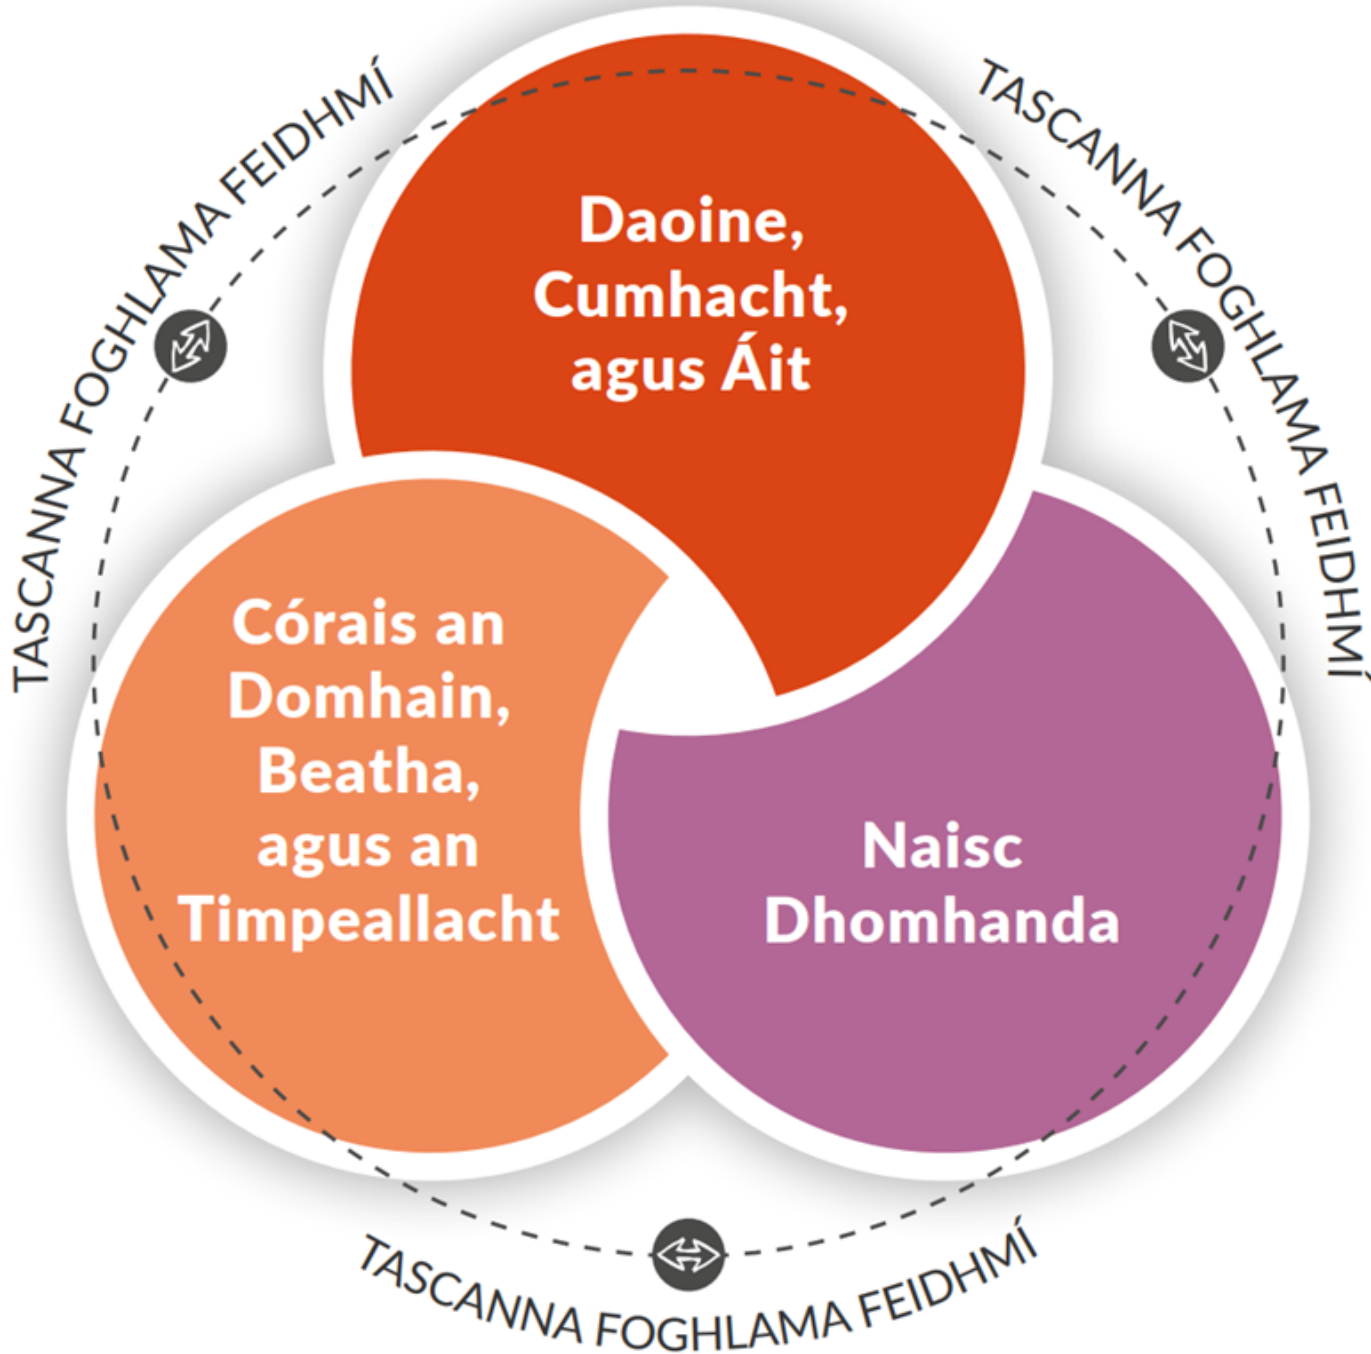 TASCANNA FOGHLAMA FEIDHMÍ
TASCANNA FOGHLAMA FEIDHMÍ
Daoine,
Cumhacht,
agus Áit
Córais an
Domhain,
Beatha,
agus an
Timpeallacht
Naisc
Dhomhanda
TASCANNA FOGHLAMA FEIDHMÍ